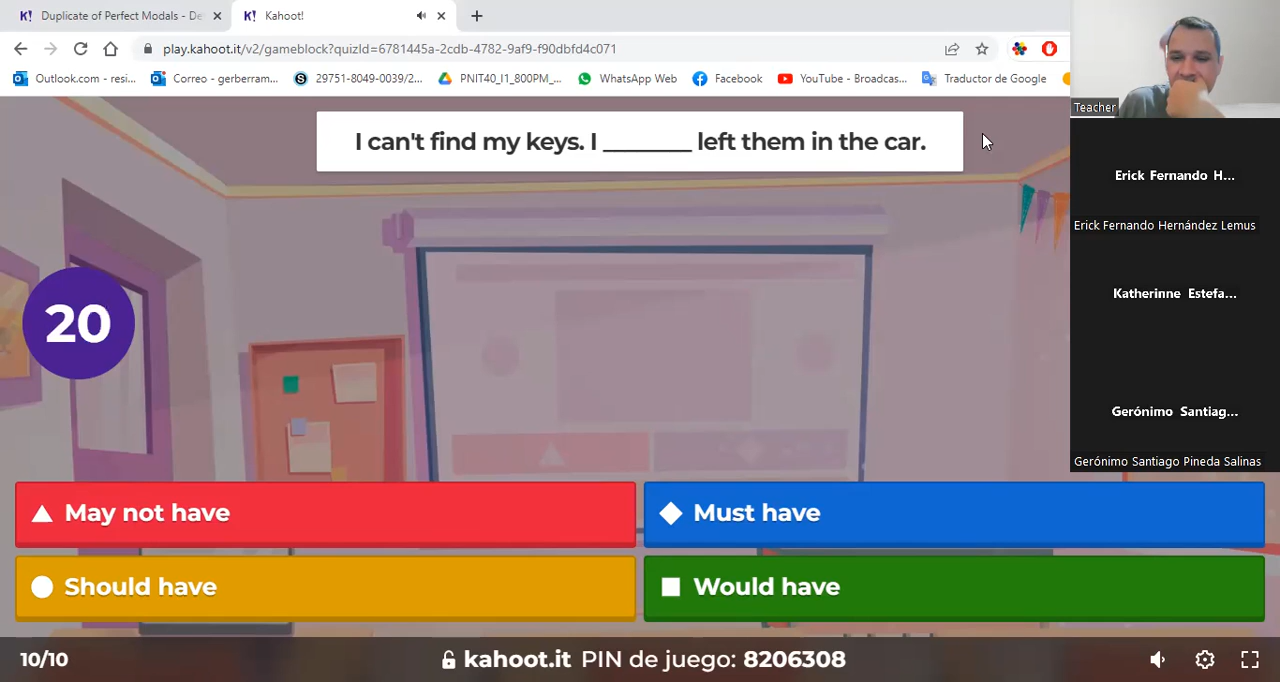 Duplicate of Perfect Modals - De
Kahoot!
play.kahoot.it/v2/gameblock?quizId=6781445a-2cdb-4782-9af9-f90dbfd4c071
Outlook.com - resi...
Correo - gerberram...
29751-8049-0039/2...
PNIT40_I1_800PM_...
WhatsApp Web
Facebook
YouTube - Broadcas...
Traductor de Google
Teacher
I can't find my keys. I _______ left them in the car.
Erick Fernando H...
Erick Fernando Hernández Lemus
Katherinne Estefa...
Gerónimo Santiag...
Gerónimo Santiago Pineda Salinas
20
May not have
Must have
Should have
Would have
10/10
kahoot.it PIN de juego: 8206308